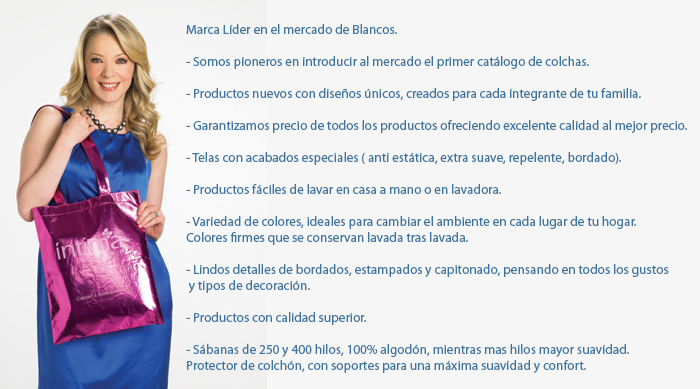 Marca Líder en el mercado de Blancos.
- Somos pioneros en introducir al mercado el primer catálogo de colchas.
- Productos nuevos con diseños únicos, creados para cada integrante de tu familia.
- Garantizamos precio de todos los productos ofreciendo excelente calidad al mejor precio.
- Telas con acabados especiales ( anti estática, extra suave, repelente, bordado).
- Productos fáciles de lavar en casa a mano o en lavadora.
- Variedad de colores, ideales para cambiar el ambiente en cada lugar de tu hogar.
Colores firmes que se conservan lavada tras lavada.
- Lindos detalles de bordados, estampados y capitonado, pensando en todos los gustos
y tipos de decoración.
- Productos con calidad superior.
- Sábanas de 250 y 400 hilos, 100% algodón, mientras mas hilos mayor suavidad.
Protector de colchón, con soportes para una máxima suavidad y confort.
íntima